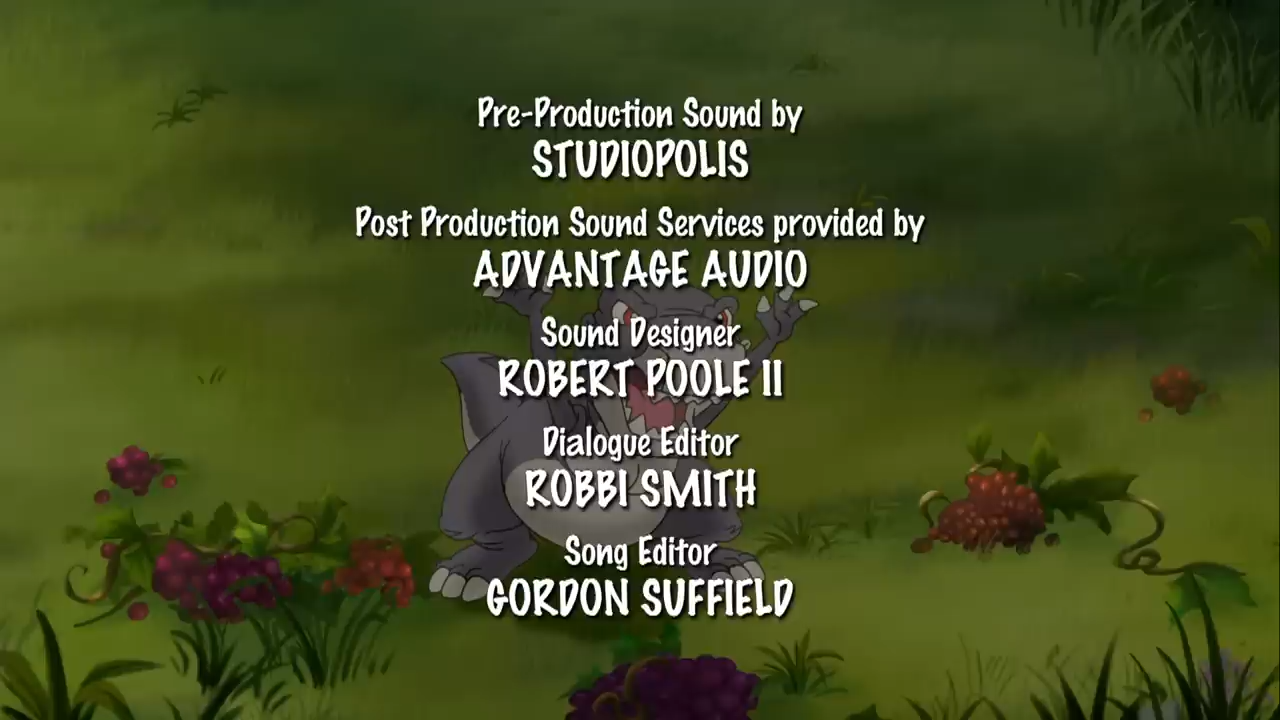 Pre-Production Sound by
STUDIOPOLIS
Post Production Sound Services provided by
ADVANTAGE AUDIO
Sound Designer
ROBERT POOLE II
Dialogue Editor
ROBBI SMITH
Song Editor
GORDON SUFFIELD